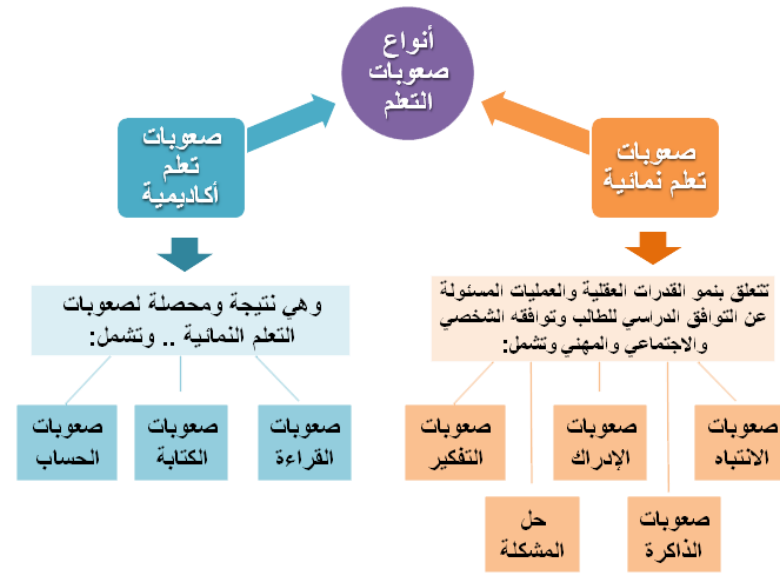 أنواع
صعوبات
التعلم
صعوبات
تعلم نمائية
صعوبات
تعلم
أكاديمية
تتعلق بنمو القدرات العقلية والعمليات المسئولة
عن التوافق الدراسي للطالب وتوافقه الشخصي
والاجتماعي والمهني وتشمل:
وهي نتيجة ومحصلة لصعوبات
التعلم النمائية .. وتشمل:
صعوبات
الانتباه
صعوبات
الذاكرة
صعوبات
الإدراك
حل
المشكلة
صعوبات
التفكير
صعوبات
القراءة
صعوبات
الكتابة
صعوبات
الحساب